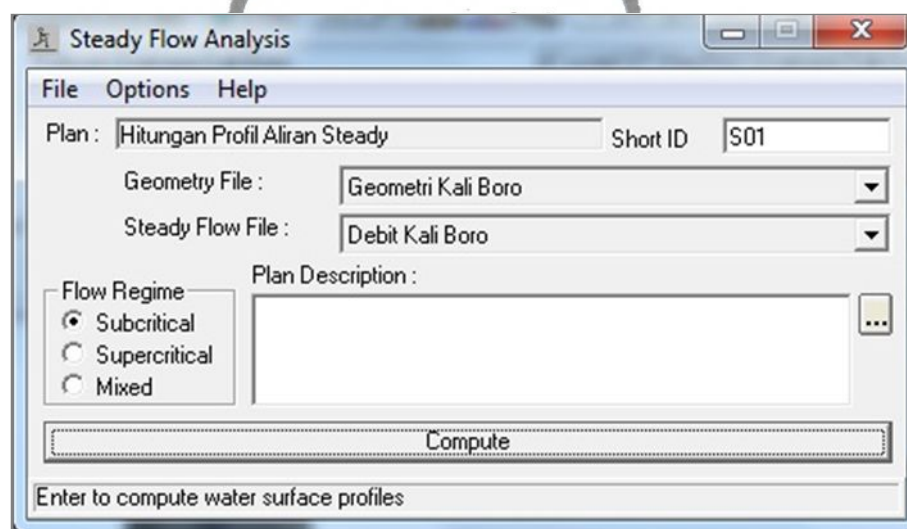 Steady Flow Analysis
File Options Help
Plan : Hitungan Profil Aliran Steady Short ID S01
Geometry File : Geometri Kali Boro
Steady Flow File : Debit Kali Boro
Flow Regime
Plan Description :
Subcritical
Supercritical
Mixed
...
Compute
Enter to compute water surface profiles